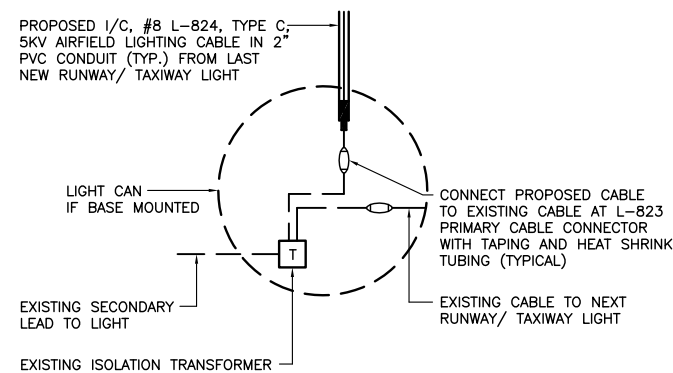 PROPOSED I/C, #8 L-824, TYPE C,
5KV AIRFIELD LIGHTING CABLE IN 2"
PVC CONDUIT (TYP.) FROM LAST
NEW RUNWAY/ TAXIWAY LIGHT
LIGHT CAN
IF BASE MOUNTED
CONNECT PROPOSED CABLE
TO EXISTING CABLE AT L-823
PRIMARY CABLE CONNECTOR
WITH TAPING AND HEAT SHRINK
TUBING (TYPICAL)
T
EXISTING SECONDARY
LEAD TO LIGHT
EXISTING CABLE TO NEXT
RUNWAY/ TAXIWAY LIGHT
EXISTING ISOLATION TRANSFORMER